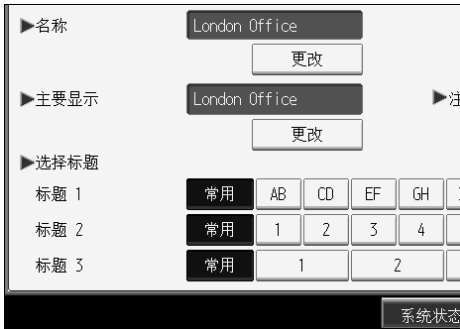 ▶名称 London Office
更改
▶主要显示 London Office ▶注
更改
▶选择标题
标题 1 常用 AB CD EF GH
标题 2 常用 1 2 3 4
标题 3 常用 1 2
系统状态